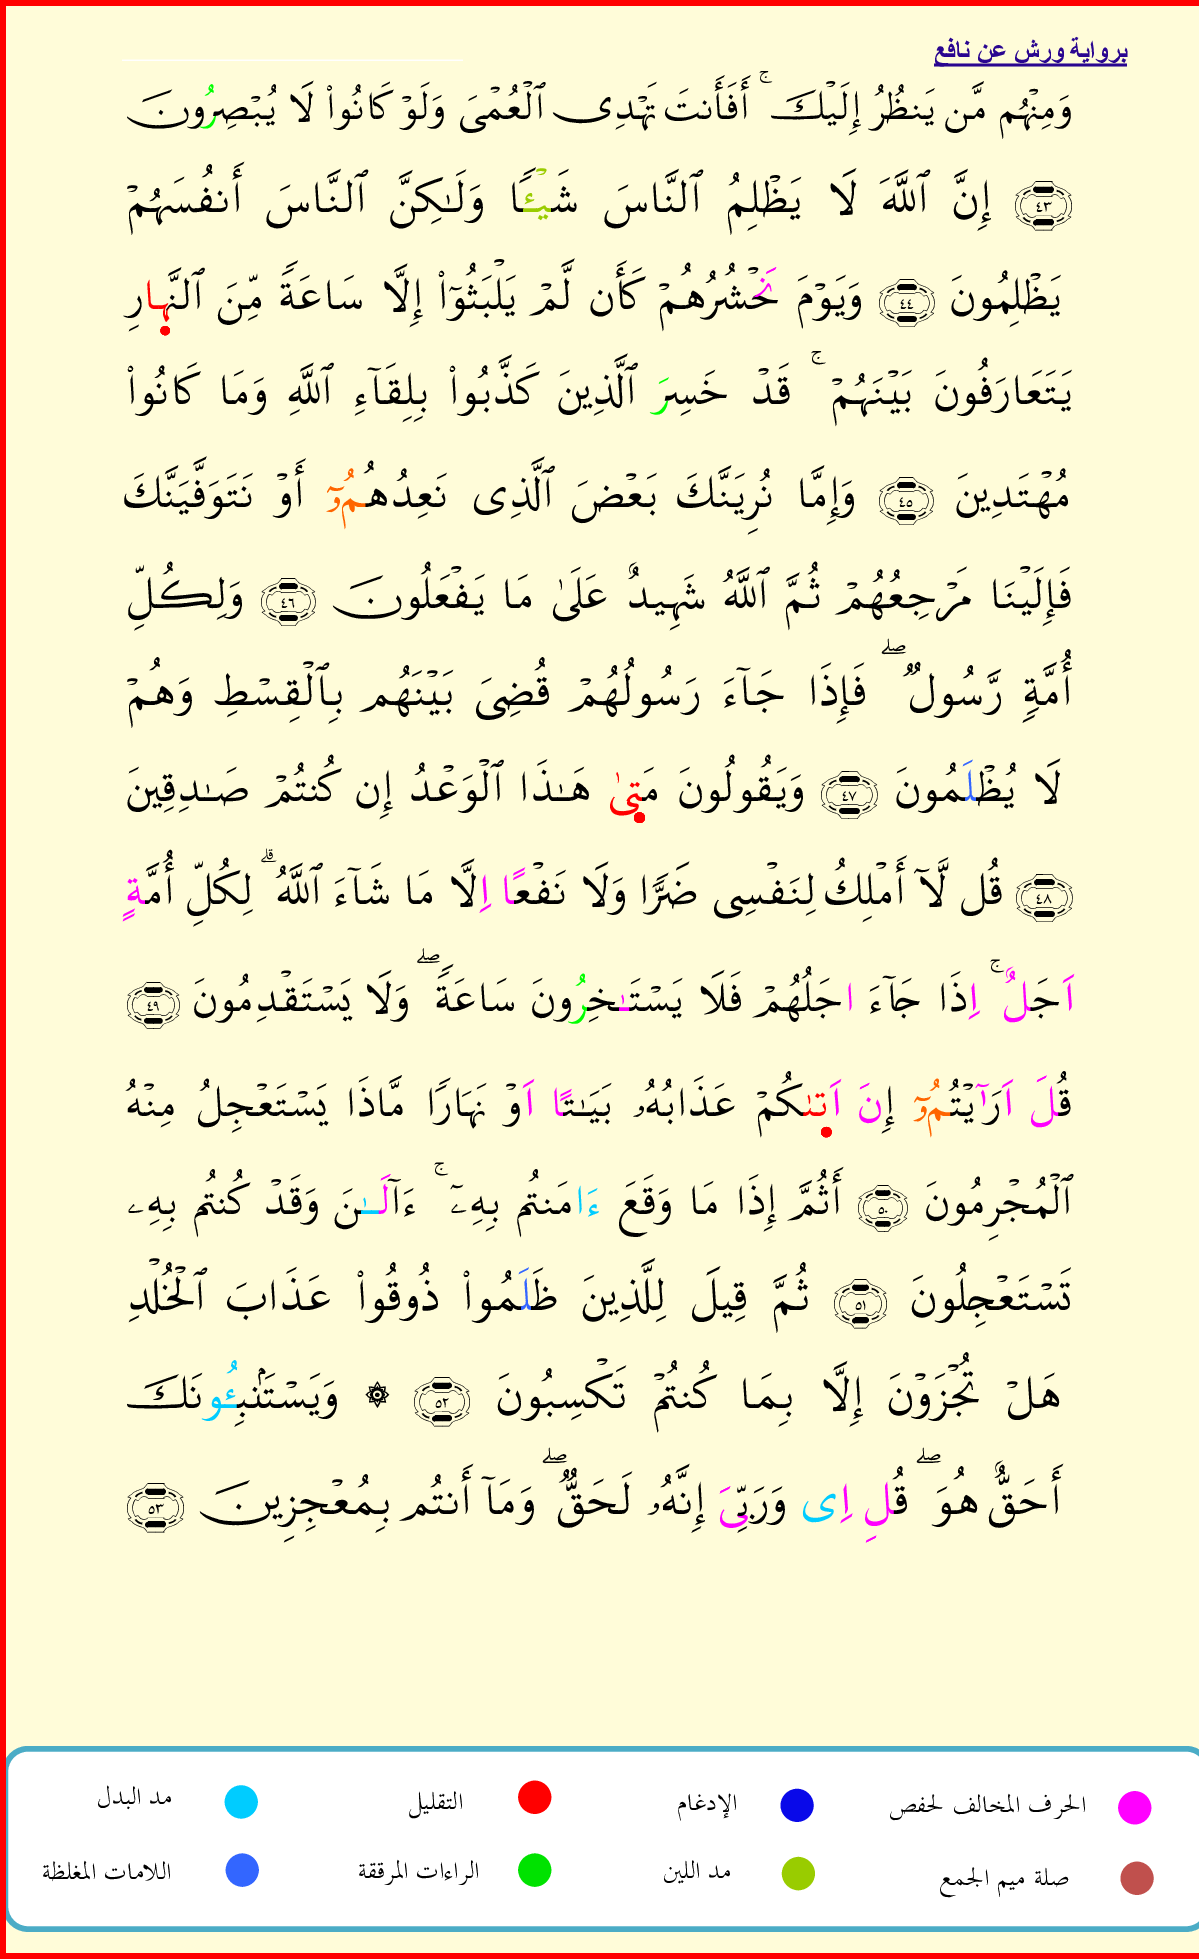 برواية ورش عن نافع
وَمِنْهُم مَّن يَنظُرُ إِلَيْكَ ۚ أَفَأَنتَ تَهْدِى ٱلْعُمْىَ وَلَوْ كَانُوا۟ لَا يُبْصِرُونَ
٤٣ إِنَّ ٱللَّهَ لَا يَظْلِمُ ٱلنَّاسَ شَيْـًٔا وَلَـٰكِنَّ ٱلنَّاسَ أَنفُسَهُمْ
يَظْلِمُونَ ٤٤ وَيَوْمَ نَحْشُرُهُمْ كَأَن لَّمْ يَلْبَثُوٓا۟ إِلَّا سَاعَةً مِّنَ ٱلنَّهارِ
يَتَعَارَفُونَ بَيْنَهُمْ ۚ قَدْ خَسِرَ ٱلَّذِينَ كَذَّبُوا۟ بِلِقَآءِ ٱللَّهِ وَمَا كَانُوا۟
مُهْتَدِينَ ٤٥ وَإِمَّا نُرِيَنَّكَ بَعْضَ ٱلَّذِى نَعِدُهُمُوٓ أَوْ نَتَوَفَّيَنَّكَ
فَإِلَيْنَا مَرْجِعُهُمْ ثُمَّ ٱللَّهُ شَهِيدٌ عَلَىٰ مَا يَفْعَلُونَ ٤٦ وَلِكُلِّ
أُمَّةٍ رَّسُولٌ ۖ فَإِذَا جَآءَ رَسُولُهُمْ قُضِىَ بَيْنَهُم بِٱلْقِسْطِ وَهُمْ
لَا يُظْلَمُونَ ٤٧ وَيَقُولُونَ مَتىٰ هَـٰذَا ٱلْوَعْدُ إِن كُنتُمْ صَـٰدِقِينَ
٤٨ قُل لَّآ أَمْلِكُ لِنَفْسِى ضَرًّا وَلَا نَفْعًا اِلَّا مَا شَآءَ ٱللَّهُ ۗ لِكُلِّ أُمَّةٍ
اَجَلٌ ۚ اِذَا جَآءَ اجَلُهُمْ فَلَا يَسْتَـٰخِرُونَ سَاعَةً ۖ وَلَا يَسْتَقْدِمُونَ ٤٩
قُلَ اَرَآيْتُمُوٓ إِنَ اَتىٰكُمْ عَذَابُهُۥ بَيَـٰتًا اَوْ نَهَارًا مَّاذَا يَسْتَعْجِلُ مِنْهُ
ٱلْمُجْرِمُونَ ٥٠ أَثُمَّ إِذَا مَا وَقَعَ ءَامَنتُم بِهِۦٓ ۚ ءَآلَـٰنَ وَقَدْ كُنتُم بِهِۦ
تَسْتَعْجِلُونَ ٥١ ثُمَّ قِيلَ لِلَّذِينَ ظَلَمُوا۟ ذُوقُوا۟ عَذَابَ ٱلْخُلْدِ
هَلْ تُجْزَوْنَ إِلَّا بِمَا كُنتُمْ تَكْسِبُونَ ٥٢ ۞ وَيَسْتَنۢبِـُٔونَكَ
أَحَقٌّ هُوَ ۖ قُلِ اِى وَرَبِّىَ إِنَّهُۥ لَحَقٌّ ۖ وَمَآ أَنتُم بِمُعْجِزِينَ ٥٣
الحرف المخالف لحفص الإدغام التقليل مد البدل
صلة ميم الجمع مد اللين الراءات المرققة اللامات المغلظة